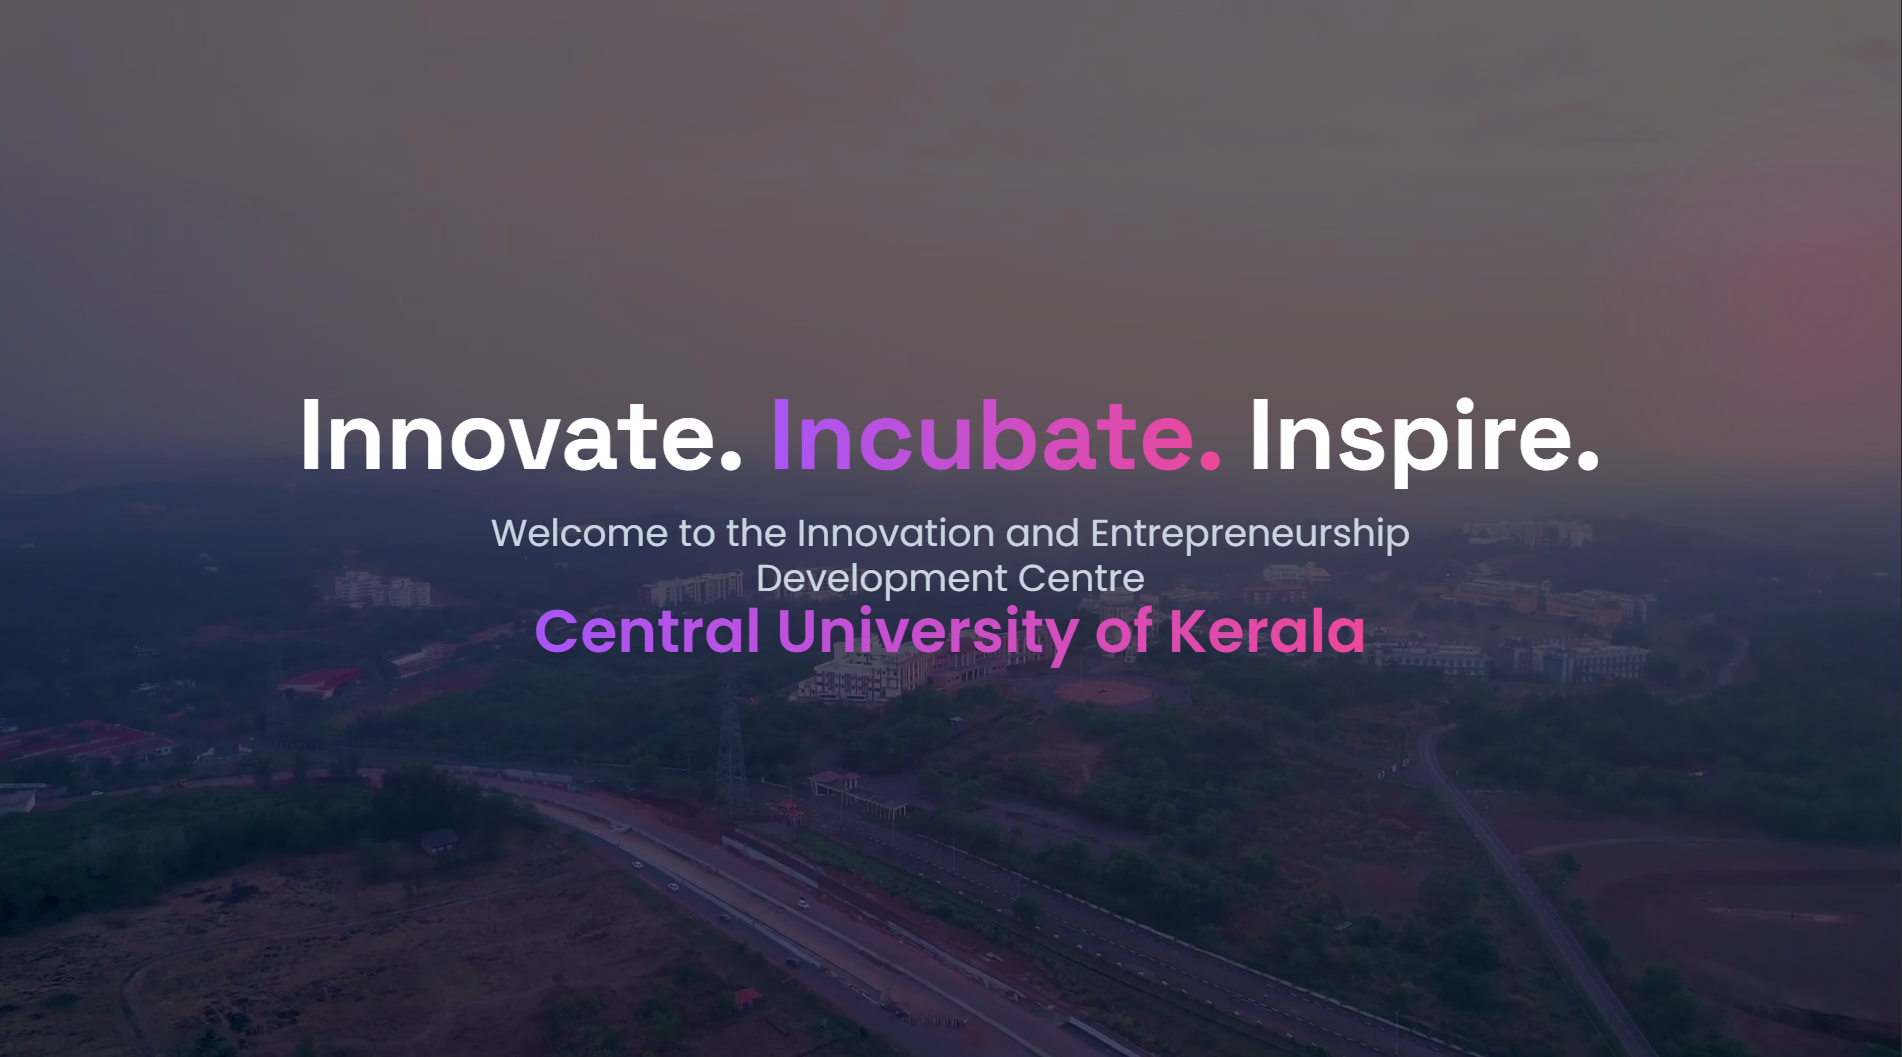 Innovate. Incubate. Inspire.
Welcome to the Innovation and Entrepreneurship
Development Centre
Central University of Kerala